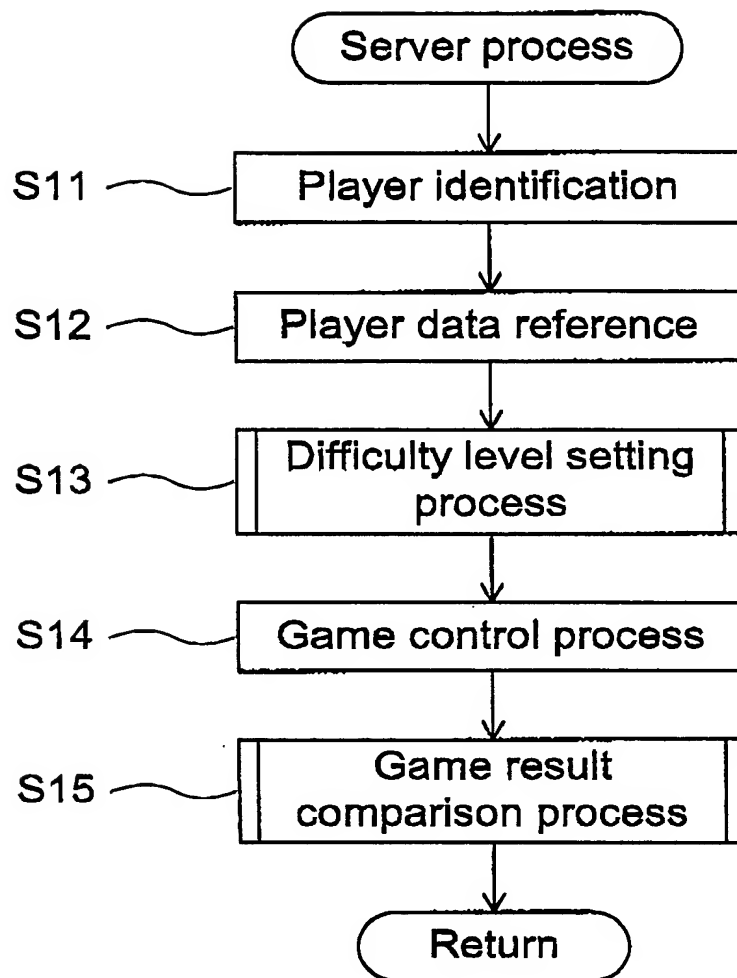 Server process
S11
Player identification
S12
Player data reference
S13
Difficulty level setting
process
S14
Game control process
S15
Game result
comparison process
Return